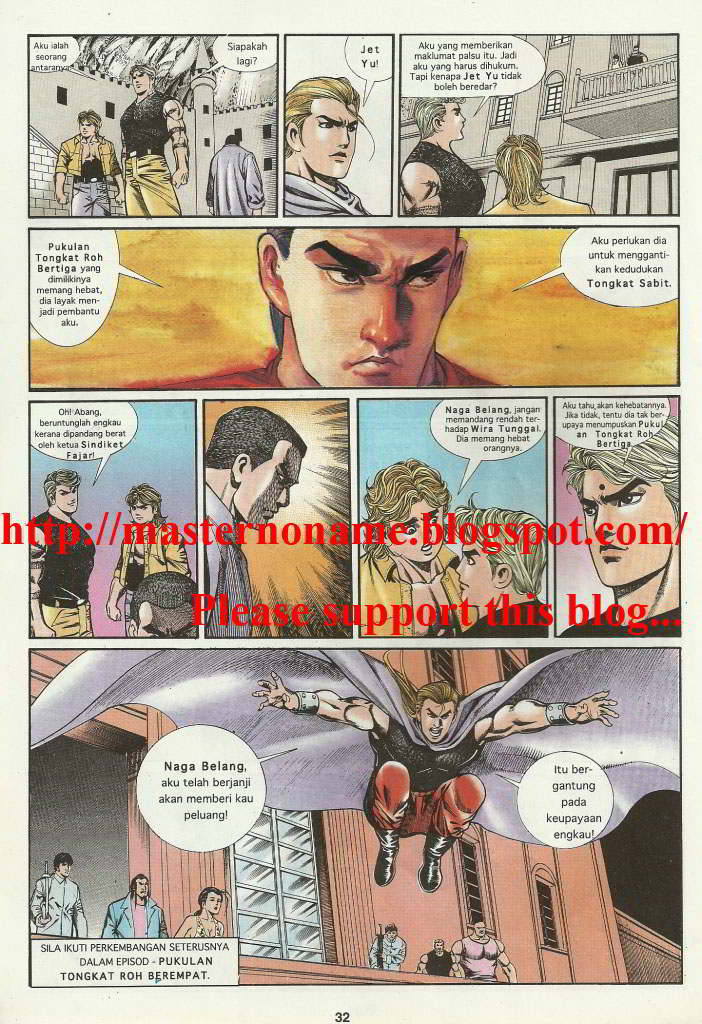 Aku ialah
seorang
antaranya
Siapakah
lagi?
Jet
Yu!
Aku yang memberikan
maklumat palsu itu. Jadi
aku yang harus dihukum.
Tapi kenapa Jet Yu tidak
boleh beredar?
Pukulan
Tongkat Roh
Bertiga yang
dimilikinya
memang hebat,
dia layak men-
jadi pembantu
aku.
Aku perlukan dia
untuk mengganti-
kan kedudukan
Tongkat Sabit.
Oh! Abang,
beruntunglah engkau
kerana dipandang berat
oleh ketua Sindiket
Fajar!
Naga Belang, jangan
memandang rendah ter-
hadap Wira Tunggal.
Dia memang hebat
orangnya.
Aku tahu akan kehebatannya.
Jika tidak, tentu dia tak ber-
upaya menumpuskan Pukul
an Tongkat Roh
Bertiga.
http://masternoname.blogspot.com/
Please support this blog...
Naga Belang,
aku telah berjanji
akan memberi kau
peluang!
Itu ber-
gantung
pada
keupayaan
engkau!
SILA IKUTI PERKEMBANGAN SETERUSNYA
DALAM EPISOD - PUKULAN
TONGKAT ROH BEREMPAT.
32